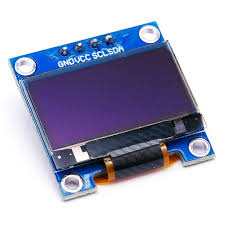 GND VCC SCL SDA